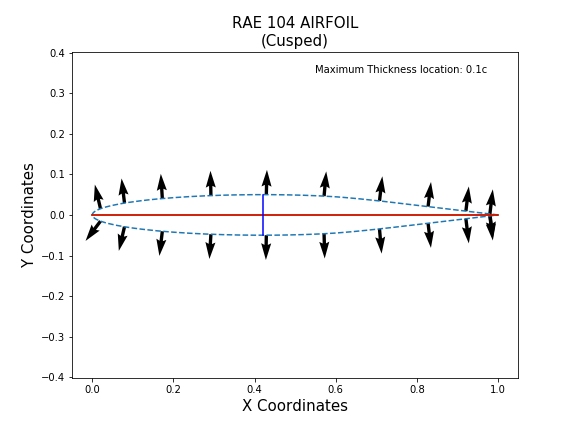 RAE 104 AIRFOIL
(Cusped)
Maximum Thickness location: 0.1c
0.4
0.3
0.2
0.1
0.0
−0.1
−0.2
−0.3
−0.4
Y Coordinates
0.0 0.2 0.4 0.6 0.8 1.0
X Coordinates